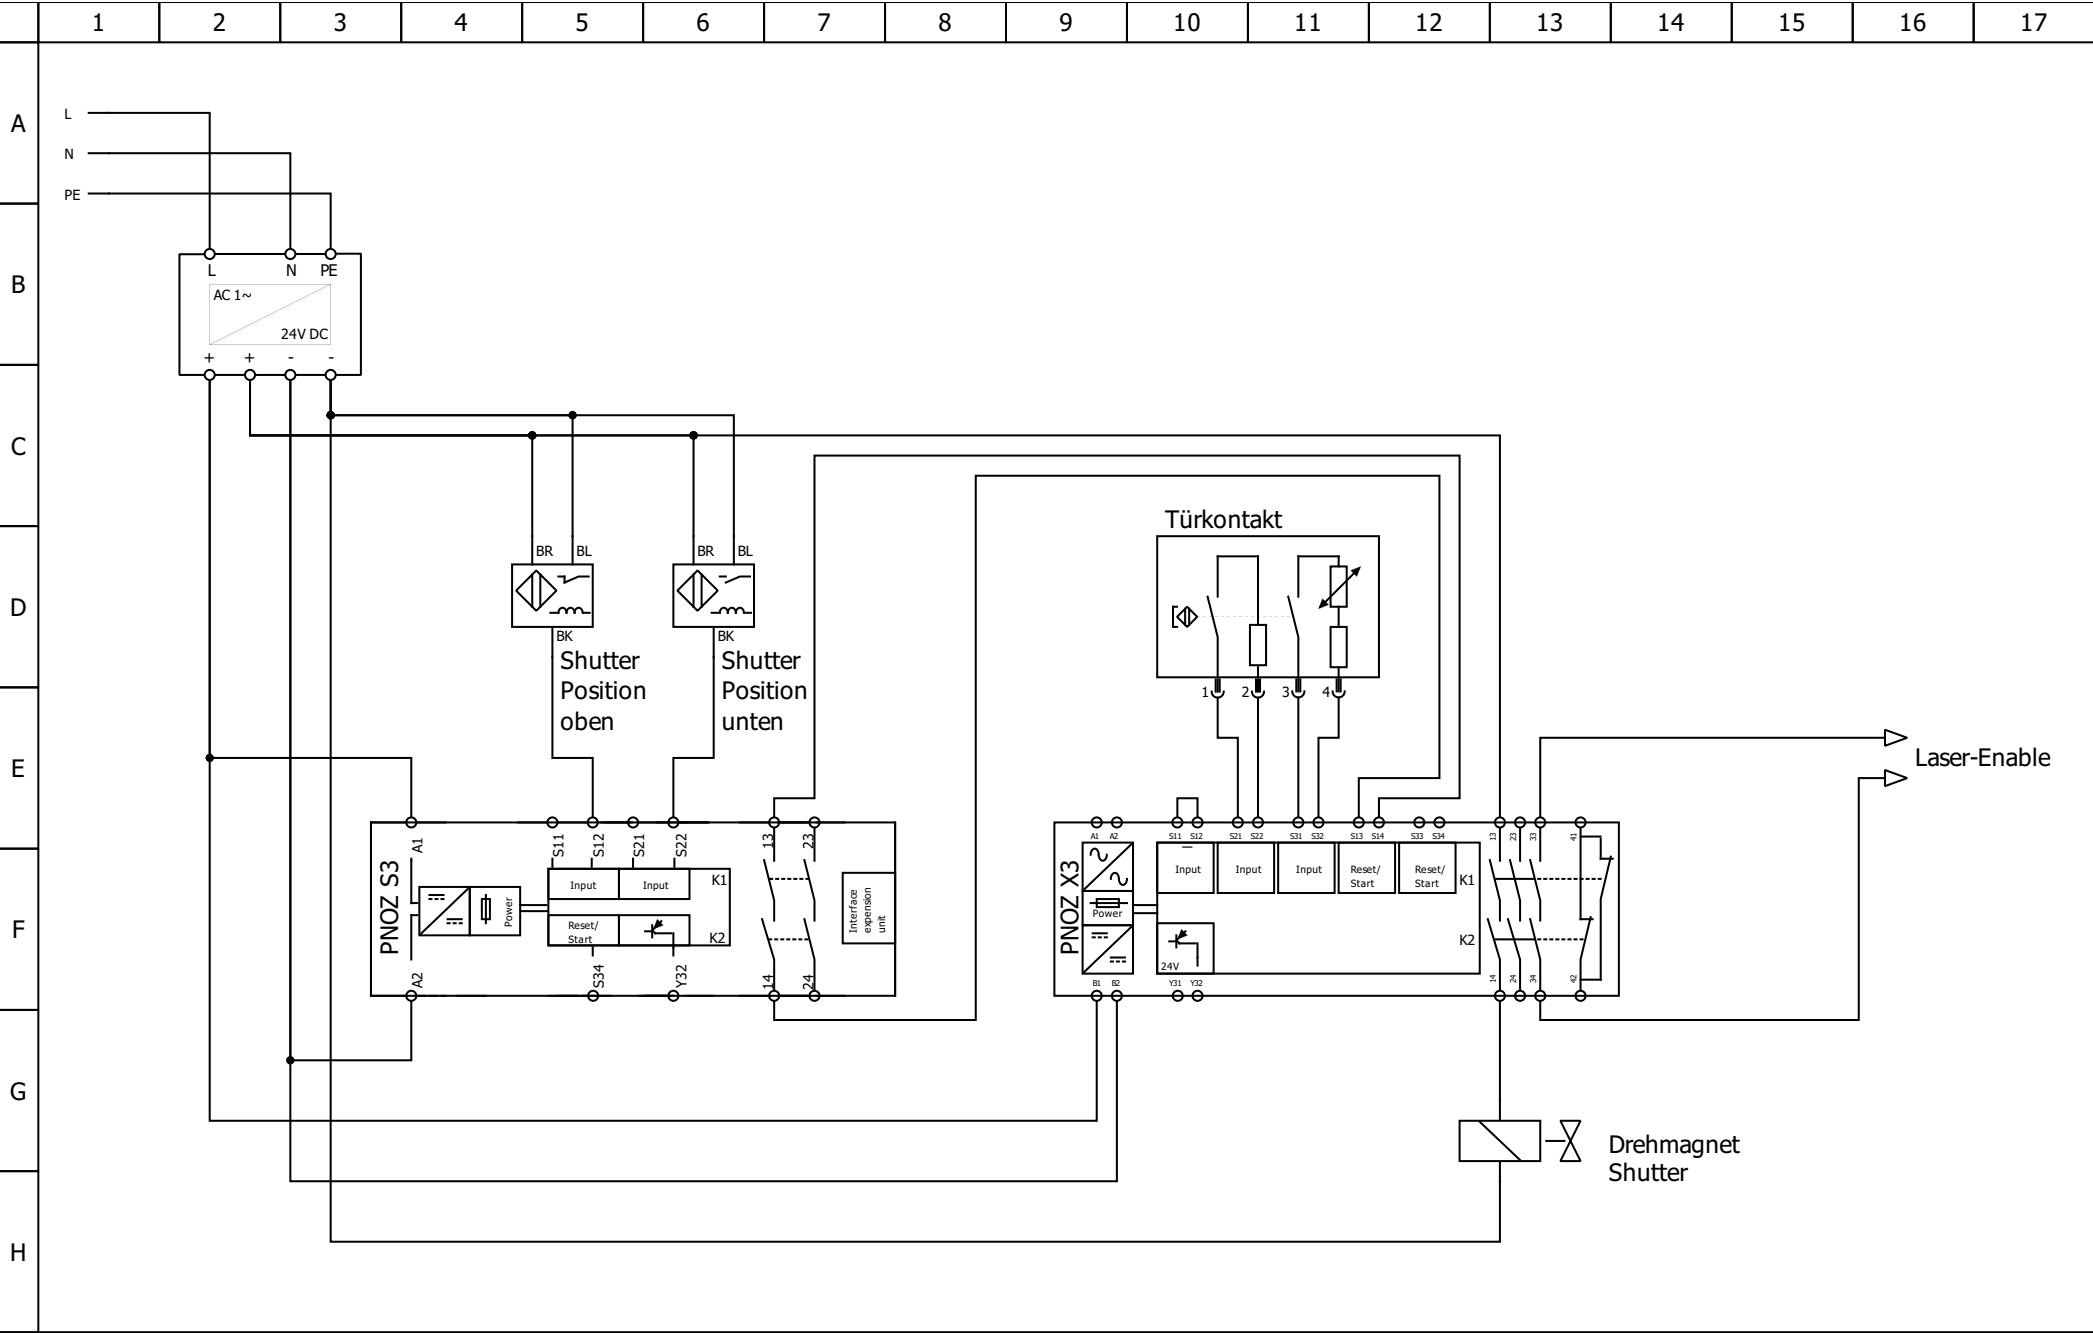 1 2 3 4 5 6 7 8 9 10 11 12 13 14 15 16 17
A
L
N
PE
B
L N PE
AC 1~
24V DC
+ + - -
C
Türkontakt
D
BR BL
BR BL
BK
BK
Shutter
Position
oben
Shutter
Position
unten
1 2 3 4
E
Laser-Enable
PNOZ S3
A1 S11 S12 S21 S22 13 23
Input Input K1
Power
Reset/
Start
K2
Interface
expension
unit
A2 S34 Y32 14 24
PNOZ X3
A1 A2 S11 S12 S21 S22 S31 S32 S13 S14 S33 S34 13 23 33 41
Input Input Input Reset/
Start
Reset/
Start
K1
Power
K2
24V
B1 B2 Y31 Y32 14 24 34 42
F
G
Drehmagnet
Shutter
H